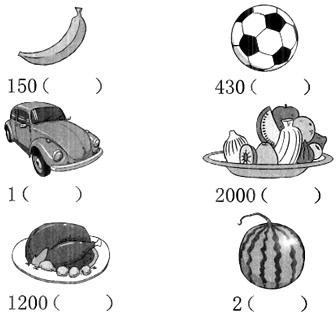 150(    ) 430(    )
1(    ) 2000(    )
1200(    ) 2(    )